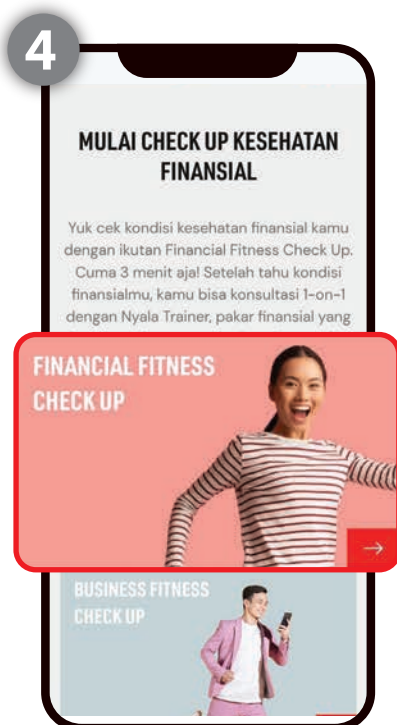 4
MULAI CHECK UP KESEHATAN
FINANSIAL
Yuk cek kondisi kesehatan finansial kamu
dengan ikutan Financial Fitness Check Up.
Cuma 3 menit aja! Setelah tahu kondisi
finansialmu, kamu bisa konsultasi 1-on-1
dengan Nyala Trainer, pakar finansial yang
FINANCIAL FITNESS
CHECK UP
BUSINESS FITNESS
CHECK UP